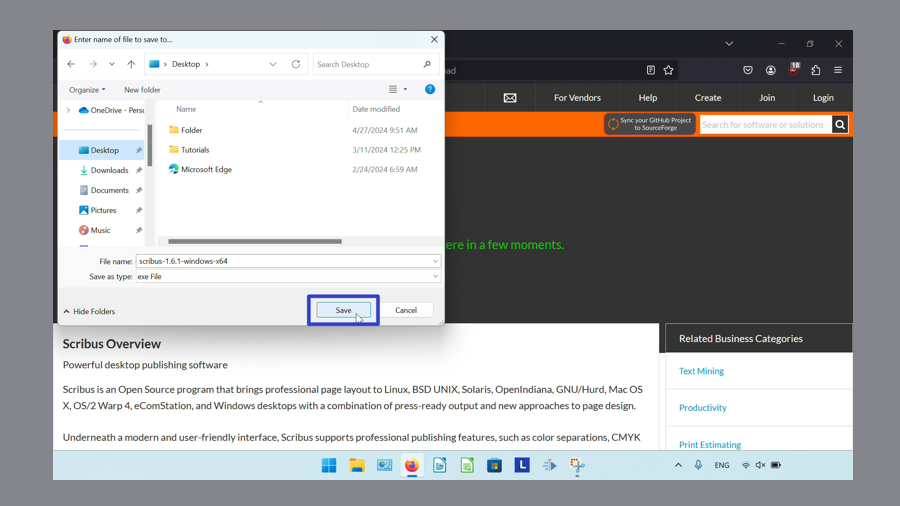 Enter name of file to save to...
Desktop
Search Desktop
Organize
New folder
Name
Date modified
OneDrive - Persc
Folder
4/27/2024 9:51 AM
Tutorials
3/11/2024 12:25 PM
Microsoft Edge
2/24/2024 6:59 AM
Desktop
Downloads
Documents
Pictures
Music
File name:
scribus-1.6.1-windows-x64
Save as type:
exe File
Hide Folders
Save
Cancel
ad
18
For Vendors
Help
Create
Join
Login
Sync your GitHub Project
to SourceForge
Search for software or solutions
ere in a few moments.
Scribus Overview
Powerful desktop publishing software
Scribus is an Open Source program that brings professional page layout to Linux, BSD UNIX, Solaris, OpenIndiana, GNU/Hurd, Mac OS
X, OS/2 Warp 4, eComStation, and Windows desktops with a combination of press-ready output and new approaches to page design.
Underneath a modern and user-friendly interface, Scribus supports professional publishing features, such as color separations, CMYK
Related Business Categories
Text Mining
Productivity
Print Estimating
L
ENG